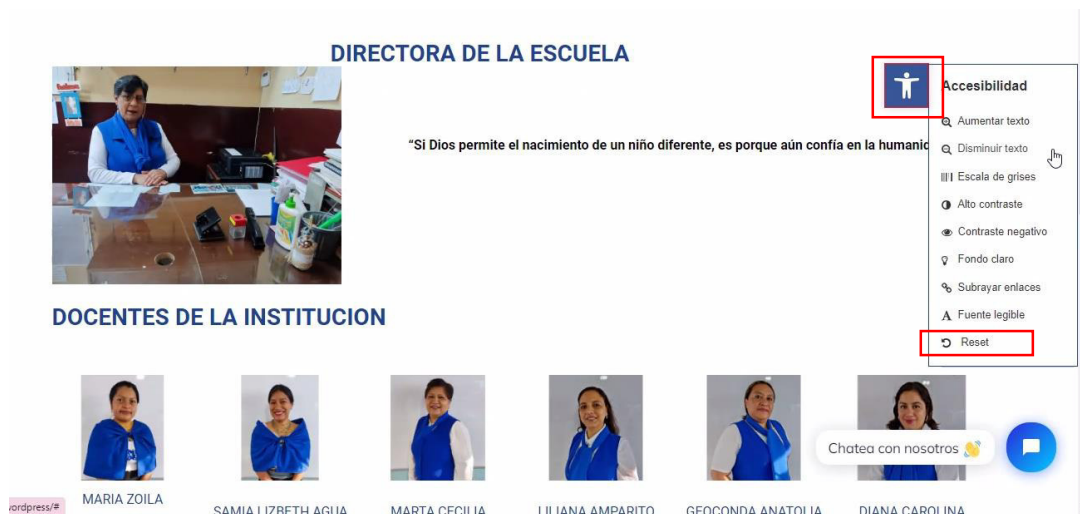 DIRECTORA DE LA ESCUELA
“Si Dios permite el nacimiento de un niño diferente, es porque aún confía en la
Accesibilidad
Aumentar texto
Disminuir texto
Escala de grises
Alto contraste
Contraste negativo
Fondo claro
Subrayar enlaces
Fuente legible
Reset
DOCENTES DE LA INSTITUCION
Chatea con nosotros 👋
MARIA ZOILA
SAMIA LIZBETH AGUA
MARTA CECILIA
LILIANA AMPARITO
GEOCONDA ANATOLIA
DIANA CAROLINA
wordpress/#